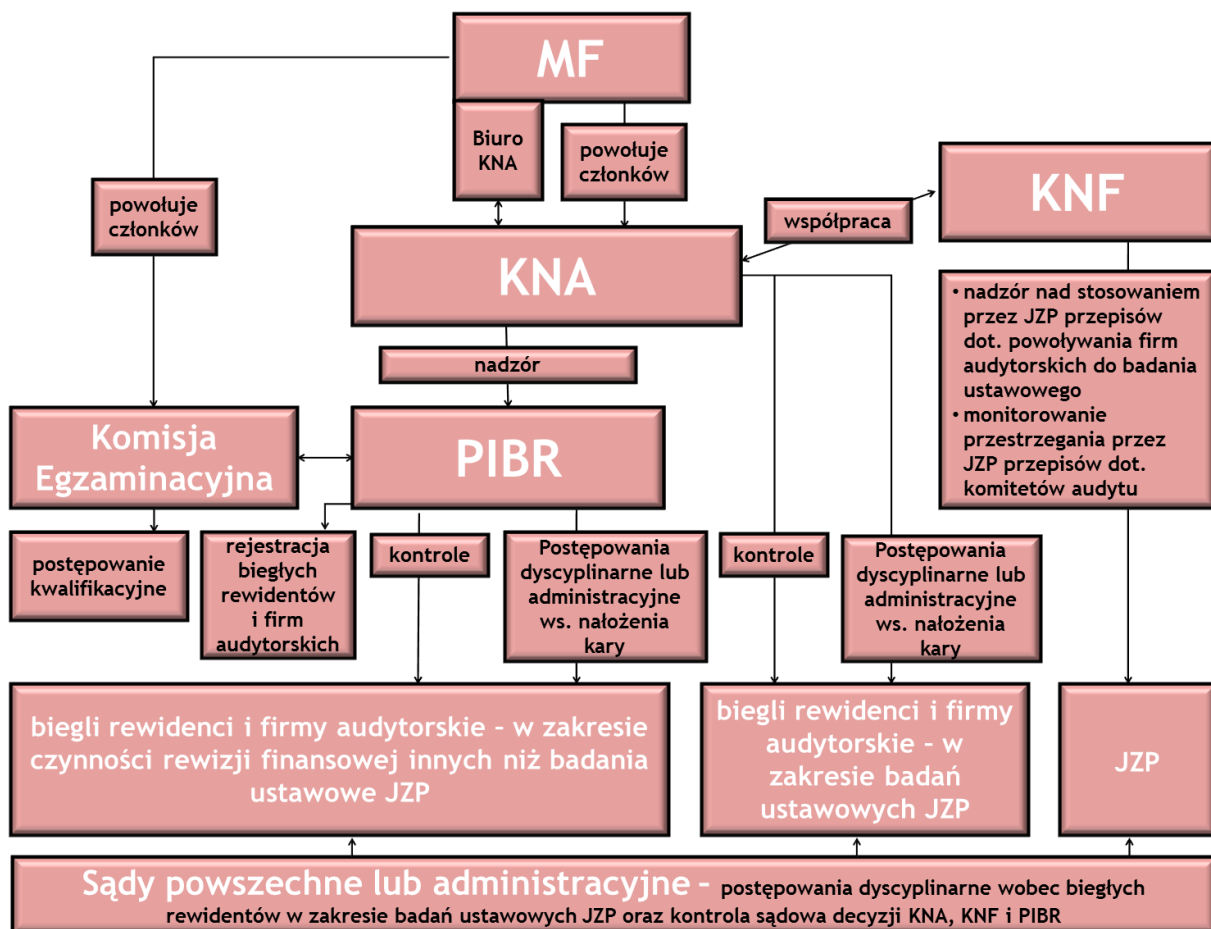 MF
Biuro
KNA
powołuje
członków
KNF
powołuje
członków
współpraca
KNA
• nadzór nad stosowaniem
przez JZP przepisów
dot. powoływania firm
audytorskich do badania
ustawowego
• monitorowanie
przestrzegania przez
JZP przepisów dot.
komitetów audytu
nadzór
Komisja
Egzaminacyjna
PIBR
postępowanie
kwalifikacyjne
rejestracja
biegłych
rewidentów
i firm
audytorskich
kontrole
Postępowania
dyscyplinarne lub
administracyjne
ws. nałożenia
kary
kontrole
Postępowania
dyscyplinarne lub
administracyjne
ws. nałożenia
kary
biegli rewidenci i firmy audytorskie - w zakresie
czynności rewizji finansowej innych niż badania
ustawowe JZP
biegli rewidenci i firmy
audytorskie - w
zakresie badań
ustawowych JZP
JZP
Sądy powszechne lub administracyjne - postępowania dyscyplinarne wobec biegłych
rewidentów w zakresie badań ustawowych JZP oraz kontrola sądowa decyzji KNA, KNF i PIBR